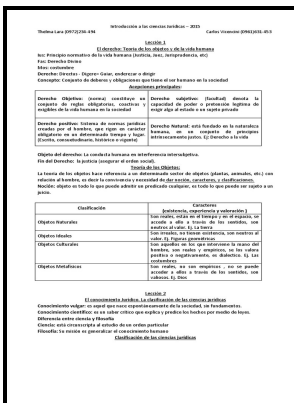 Introducción a las ciencias Jurídicas – 2015
Thelma Lara (0972)236-494 Carlos Vicenzini (0961)631-053
Lección 1
El derecho: Teoría de los objetos y de la vida humana
Ius: Principio normativo de la vida humana (Justicia, Juez, Jurisprudencia, etc)
Fas: Derecho Divino
Mos: costumbre
Derecho: Directus - Digere= Guiar, enderezar o dirigir
Concepto: Conjunto de deberes y obligaciones que tiene el ser humano en la sociedad
Acepciones principales:
Derecho Objetivo: (norma) constituye un conjunto de reglas obligatorias, coactivas y exigibles de la vida humana en la sociedad
Derecho subjetivo: (facultad) denota la capacidad de poder o pretensión legítima de exigir algo al estado o un sujeto privado
Derecho positivo: Sistema de normas jurídicas creadas por el hombre, que rigen en carácter obligatorio en un determinado tiempo y lugar. (Escrito, consuetudinario, histórico o vigente)
Derecho Natural: está fundado en la naturaleza humana, en un conjunto de principios intrínsecamente justos. Ej: Derecho a la vida
Objeto del derecho: La conducta humana en interferencia intersubjetiva.
Fin del Derecho: la justicia (asegurar el orden social).
Teoría de los Objetos:
La teoría de los objetos hace referencia a un determinado sector de objetos (plantas, animales, etc.) con
relación al hombre, es decir la convivencia y necesidad de dar noción, caracteres, y clasificaciones.
Noción: objeto es todo lo que puede admitir un predicado cualquier, es todo lo que puede ser sujeto a un
juicio.
Clasificación
Caracteres
(existencia, experiencia y valoración )
Objetos Naturales
Son reales, están en el tiempo y en el espacio, se accede a ellos a través de los sentidos, son neutros al valor. Ej. La tierra
Objetos ideales
Son irreales, no tienen existencia, son neutro al valor. Ej. Figuras geométricas
Objetos Culturales
Son aquellos en los que interviene la mano del hombre, son reales y empíricos, se los valora positiva o negativamente, es dialéctico. Ej. Las costumbres
Objetos Metafísicos
Son reales, no son empíricos , no se puede acceder a ellos a través de los sentidos, son valiosos. Ej. Dios
Lección 2
El conocimiento Jurídico: La clasificación de las ciencias jurídicas
Conocimiento vulgar: es aquel que nace espontáneamente de la sociedad, sin fundamentos.
Conocimiento científico: es un saber crítico que explica y predice los hechos por medio de leyes.
Diferencia entre ciencia y filosofía
Ciencia: está circunscripta al estudio de un orden particular
Filosofía: Su misión es generalizar el conocimiento humano
Clasificación de las ciencias jurídicas